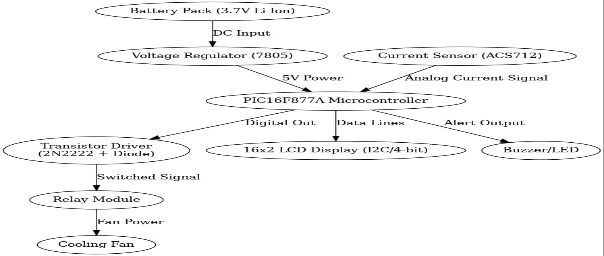 Battery Pack (3.7V Li-Ion)
DC Input
Voltage Regulator (7805)
Current Sensor (ACS712)
5V Power
Analog Current Signal
PIC16F877A Microcontroller
Digital Out
Data Lines
Alert Output
Transistor Driver
(2N2222 + Diode)
16x2 LCD Display (I2C/4-bit)
Buzzer/LED
Switched Signal
Relay Module
Fan Power
Cooling Fan